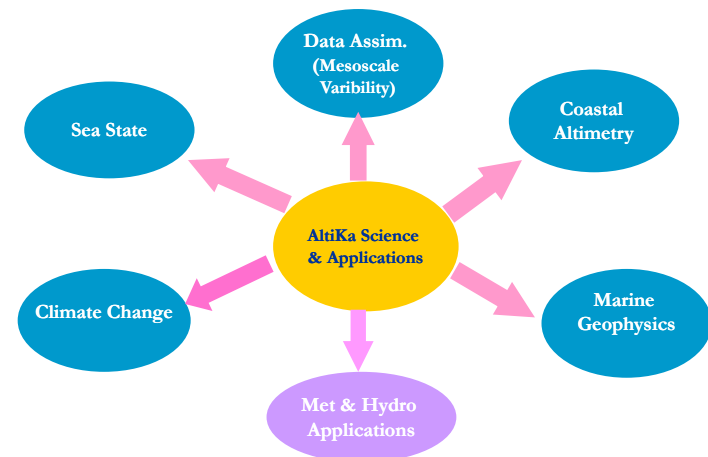 Data Assim.
(Mesoscale
Varibility)
Sea State
Coastal
Altimetry
AltiKa Science
& Applications
Climate Change
Marine
Geophysics
Met & Hydro
Applications